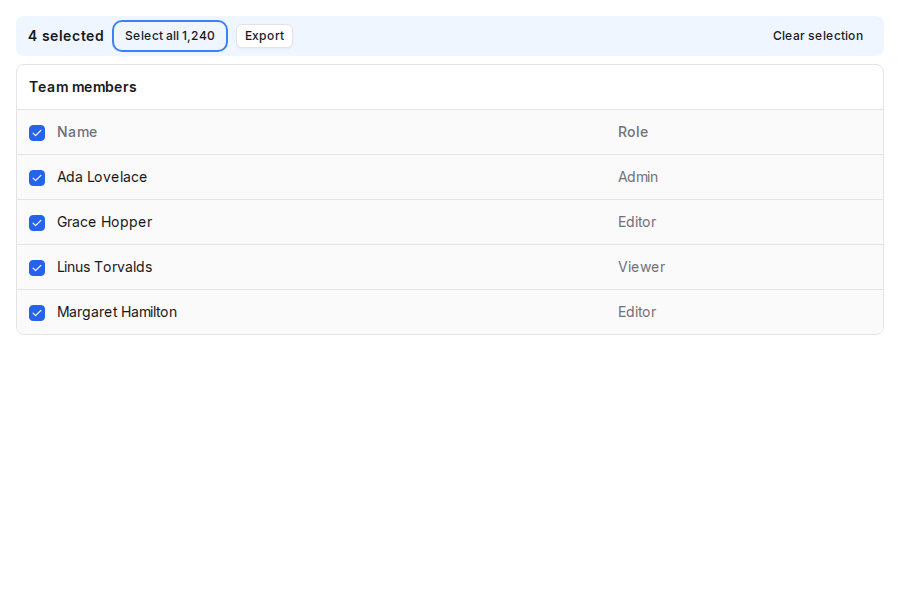 4 selected Select all 1,240 Export Clear selection
Team members
Name Role
Ada Lovelace Admin
Grace Hopper Editor
Linus Torvalds Viewer
Margaret Hamilton Editor